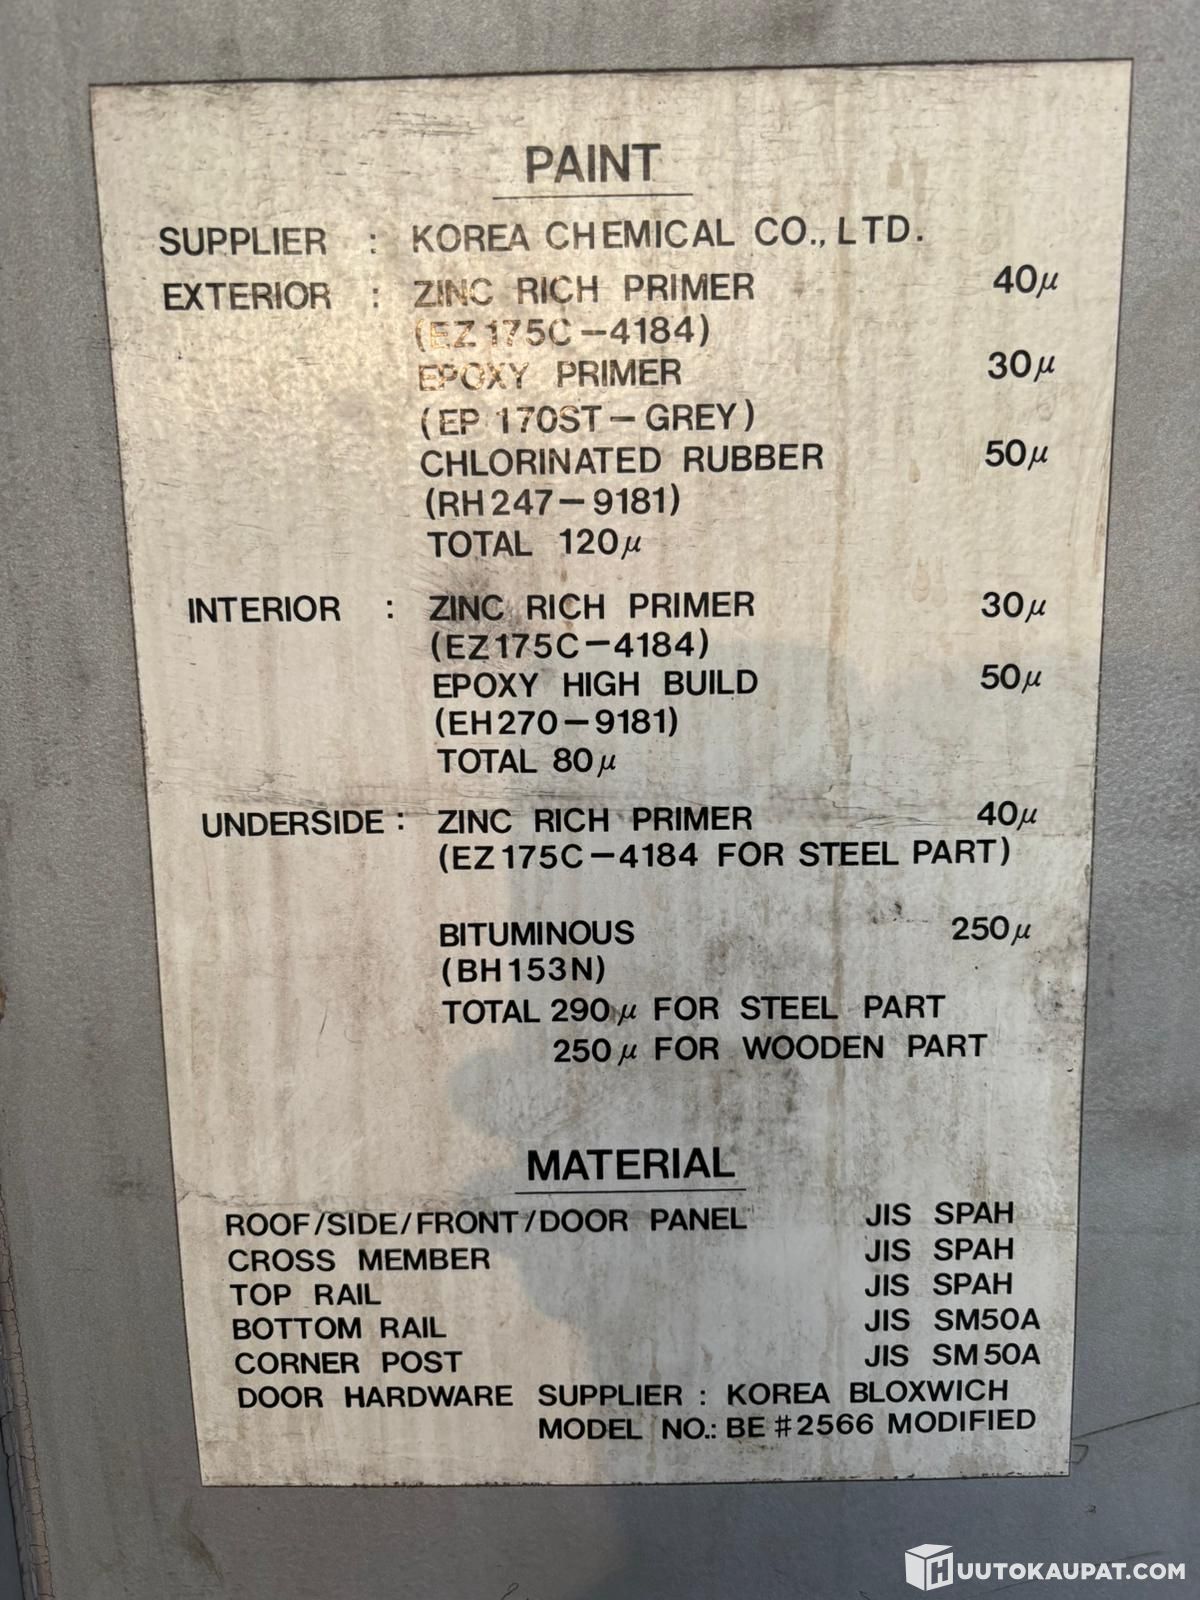 PAINT
SUPPLIER : KOREA CHEMICAL CO., LTD.
EXTERIOR : ZINC RICH PRIMER 40μ
(EZ175C-4184)
EPOXY PRIMER 30μ
(EP 170ST-GREY)
CHLORINATED RUBBER 50μ
(RH247-9181)
TOTAL 120μ
INTERIOR : ZINC RICH PRIMER 30μ
(EZ175C-4184)
EPOXY HIGH BUILD 50μ
(EH270-9181)
TOTAL 80μ
UNDERSIDE : ZINC RICH PRIMER 40μ
(EZ175C-4184 FOR STEEL PART)
BITUMINOUS 250μ
(BH153N)
TOTAL 290μ FOR STEEL PART
250μ FOR WOODEN PART
MATERIAL
ROOF/SIDE/FRONT/DOOR PANEL JIS SPAH
CROSS MEMBER JIS SPAH
TOP RAIL JIS SPAH
BOTTOM RAIL JIS SM50A
CORNER POST JIS SM50A
DOOR HARDWARE SUPPLIER : KOREA BLOXWICH
MODEL NO.: BE #2566 MODIFIED
HUUTOKAUPAT.COM